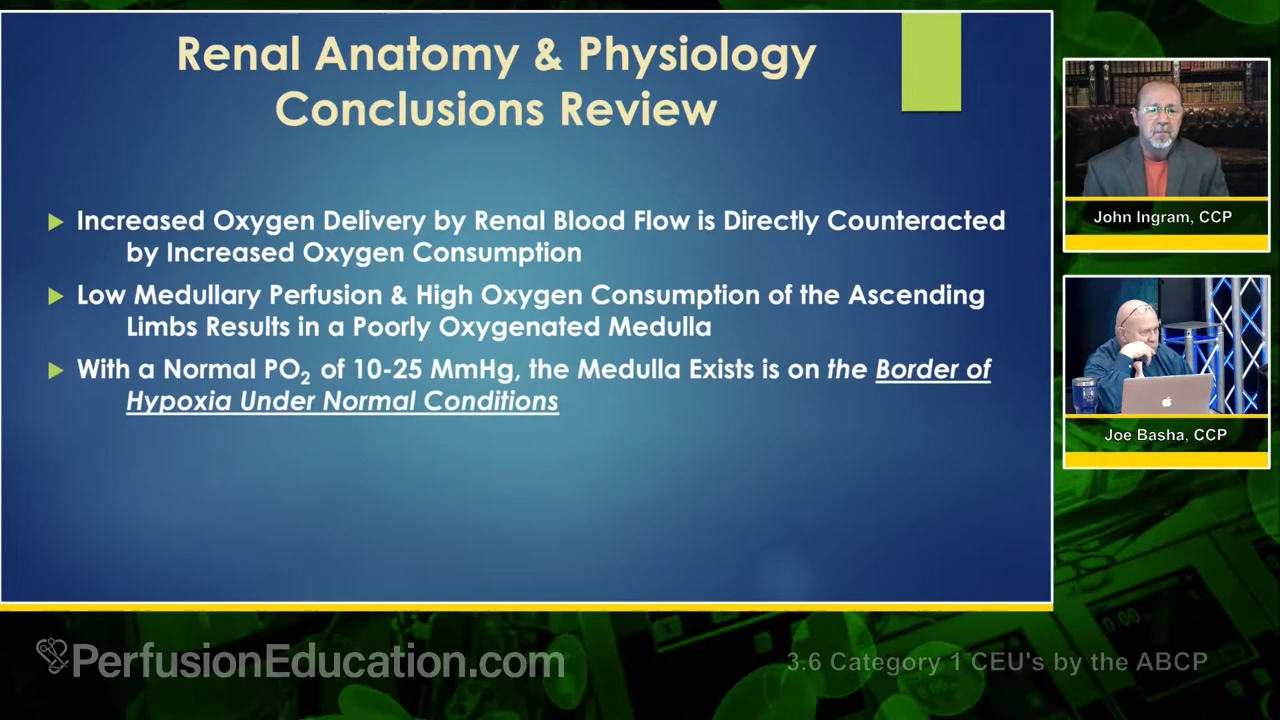 Renal Anatomy & Physiology
Conclusions Review
Increased Oxygen Delivery by Renal Blood Flow is Directly Counteracted
by Increased Oxygen Consumption
Low Medullary Perfusion & High Oxygen Consumption of the Ascending
Limbs Results in a Poorly Oxygenated Medulla
With a Normal PO₂ of 10-25 MmHg, the Medulla Exists is on the Border of
Hypoxia Under Normal Conditions
John Ingram, CCP
Joe Basha, CCP
PerfusionEducation.com
3.6 Category 1 CEU's by the ABCP